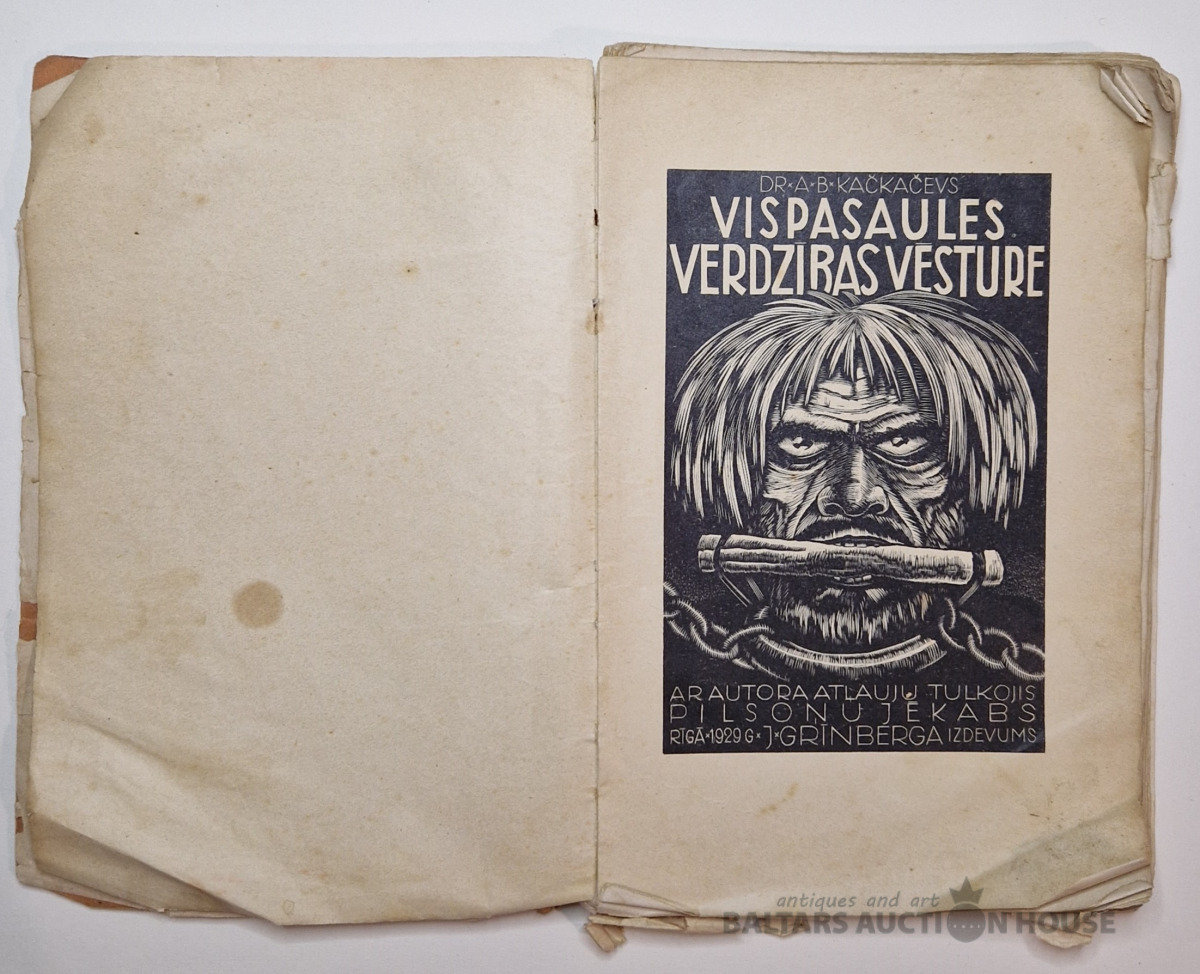 DR·A·B·KAČKAČEVS
VISPASAULES
VERDZĪBAS VĒSTURE
AR AUTORA ATĻAUJU TULKOJIS
PILSOŅU JĒKABS
RĪGĀ·1929 G·J·GRĪNBERGA IZDEVUMS
antiques and art
BALTARS AUCTION HOUSE